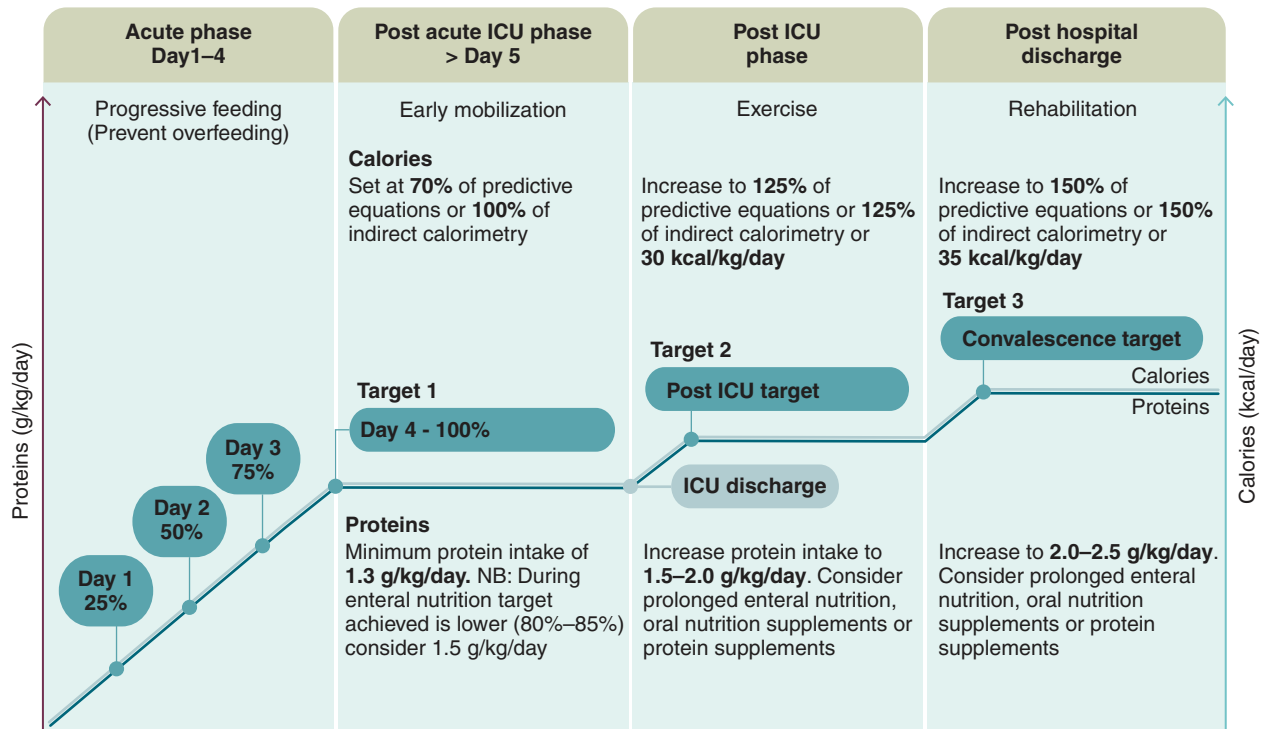 Acute phase
Day1–4
Post acute ICU phase
> Day 5
Post ICU
phase
Post hospital
discharge
Progressive feeding
(Prevent overfeeding)
Early mobilization
Exercise
Rehabilitation
Calories
Set at 70% of predictive
equations or 100% of
indirect calorimetry
Increase to 125% of
predictive equations or 125%
of indirect calorimetry or
30 kcal/kg/day
Increase to 150% of
predictive equations or 150%
of indirect calorimetry or
35 kcal/kg/day
Target 3
Convalescence target
Target 2
Post ICU target
Target 1
Day 4 - 100%
Calories
Proteins
Day 3
75%
Day 2
50%
Day 1
25%
ICU discharge
Proteins
Minimum protein intake of
1.3 g/kg/day. NB: During
enteral nutrition target
achieved is lower (80%–85%)
consider 1.5 g/kg/day
Increase protein intake to
1.5–2.0 g/kg/day. Consider
prolonged enteral nutrition,
oral nutrition supplements or
protein supplements
Increase to 2.0–2.5 g/kg/day.
Consider prolonged enteral
nutrition, oral nutrition
supplements or protein
supplements
Proteins (g/kg/day)
Calories (kcal/day)